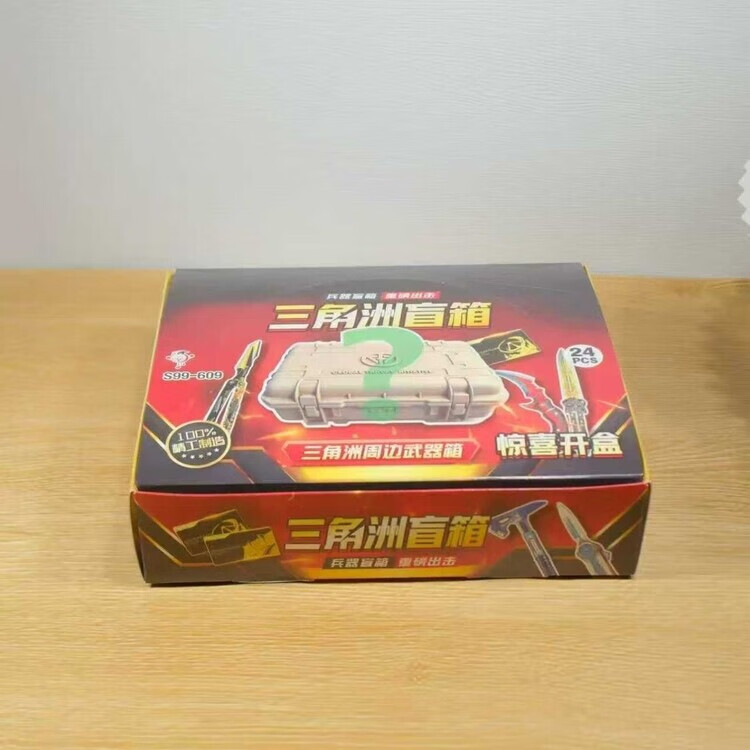 兵器盲箱 重磅出击
三角洲盲箱
S99-609
24
PCS
100%
精工制造
三角洲周边武器箱
惊喜开盒
三角洲盲箱
兵器盲箱 重磅出击